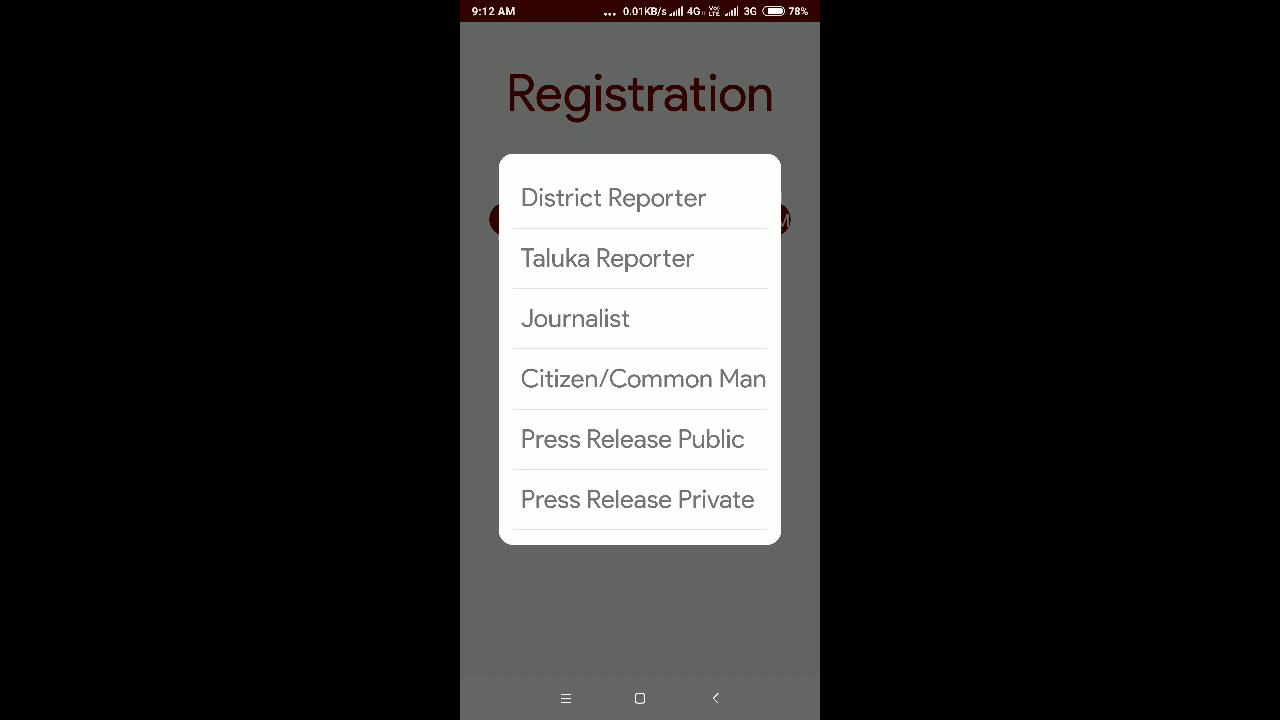 9:12 AM ... 0.01KB/s 4G VoLTE 3G 78%
Registration
District Reporter
Taluka Reporter
M
Journalist
Citizen/Common Man
Press Release Public
Press Release Private